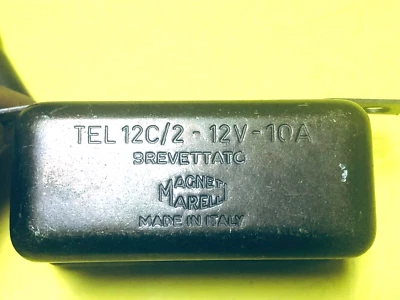 TEL 12C/2 - 12V - 10A
BREVETTATO
MAGNETI
MARELLI
MADE IN ITALY